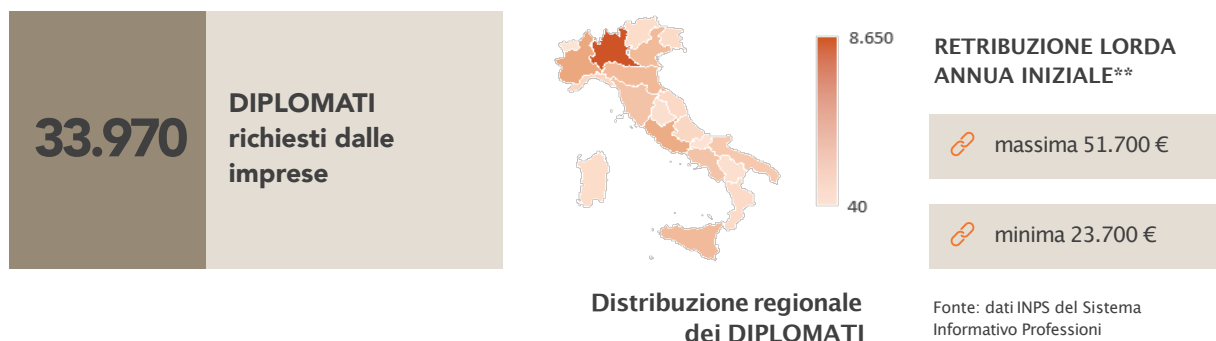 33.970
DIPLOMATI
richiesti dalle
imprese
8.650
40
Distribuzione regionale
dei DIPLOMATI
RETRIBUZIONE LORDA
ANNUA INIZIALE**
massima 51.700 €
minima 23.700 €
Fonte: dati INPS del Sistema
Informativo Professioni